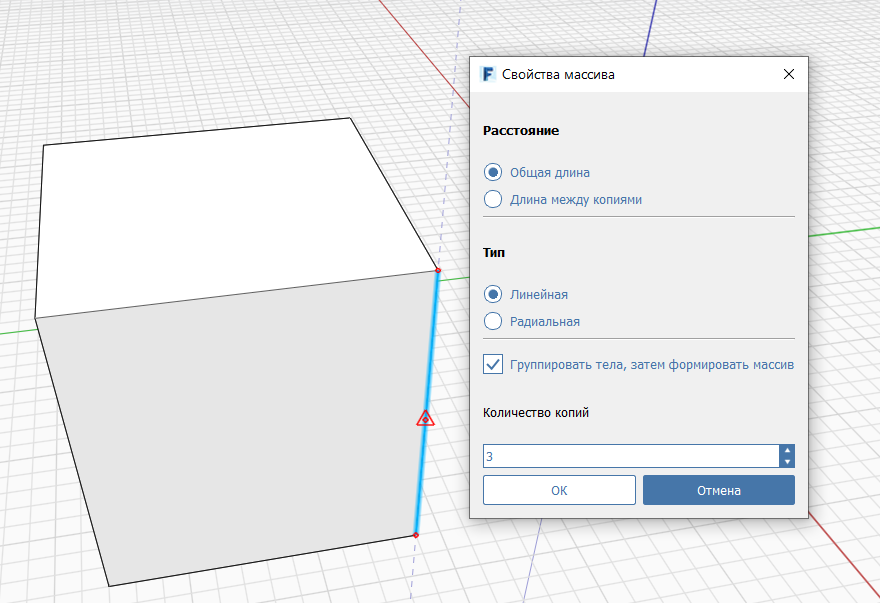 F Свойства массива
Расстояние
Общая длина
Длина между копиями
Тип
Линейная
Радиальная
Группировать тела, затем формировать массив
Количество копий
3
ОК
Отмена